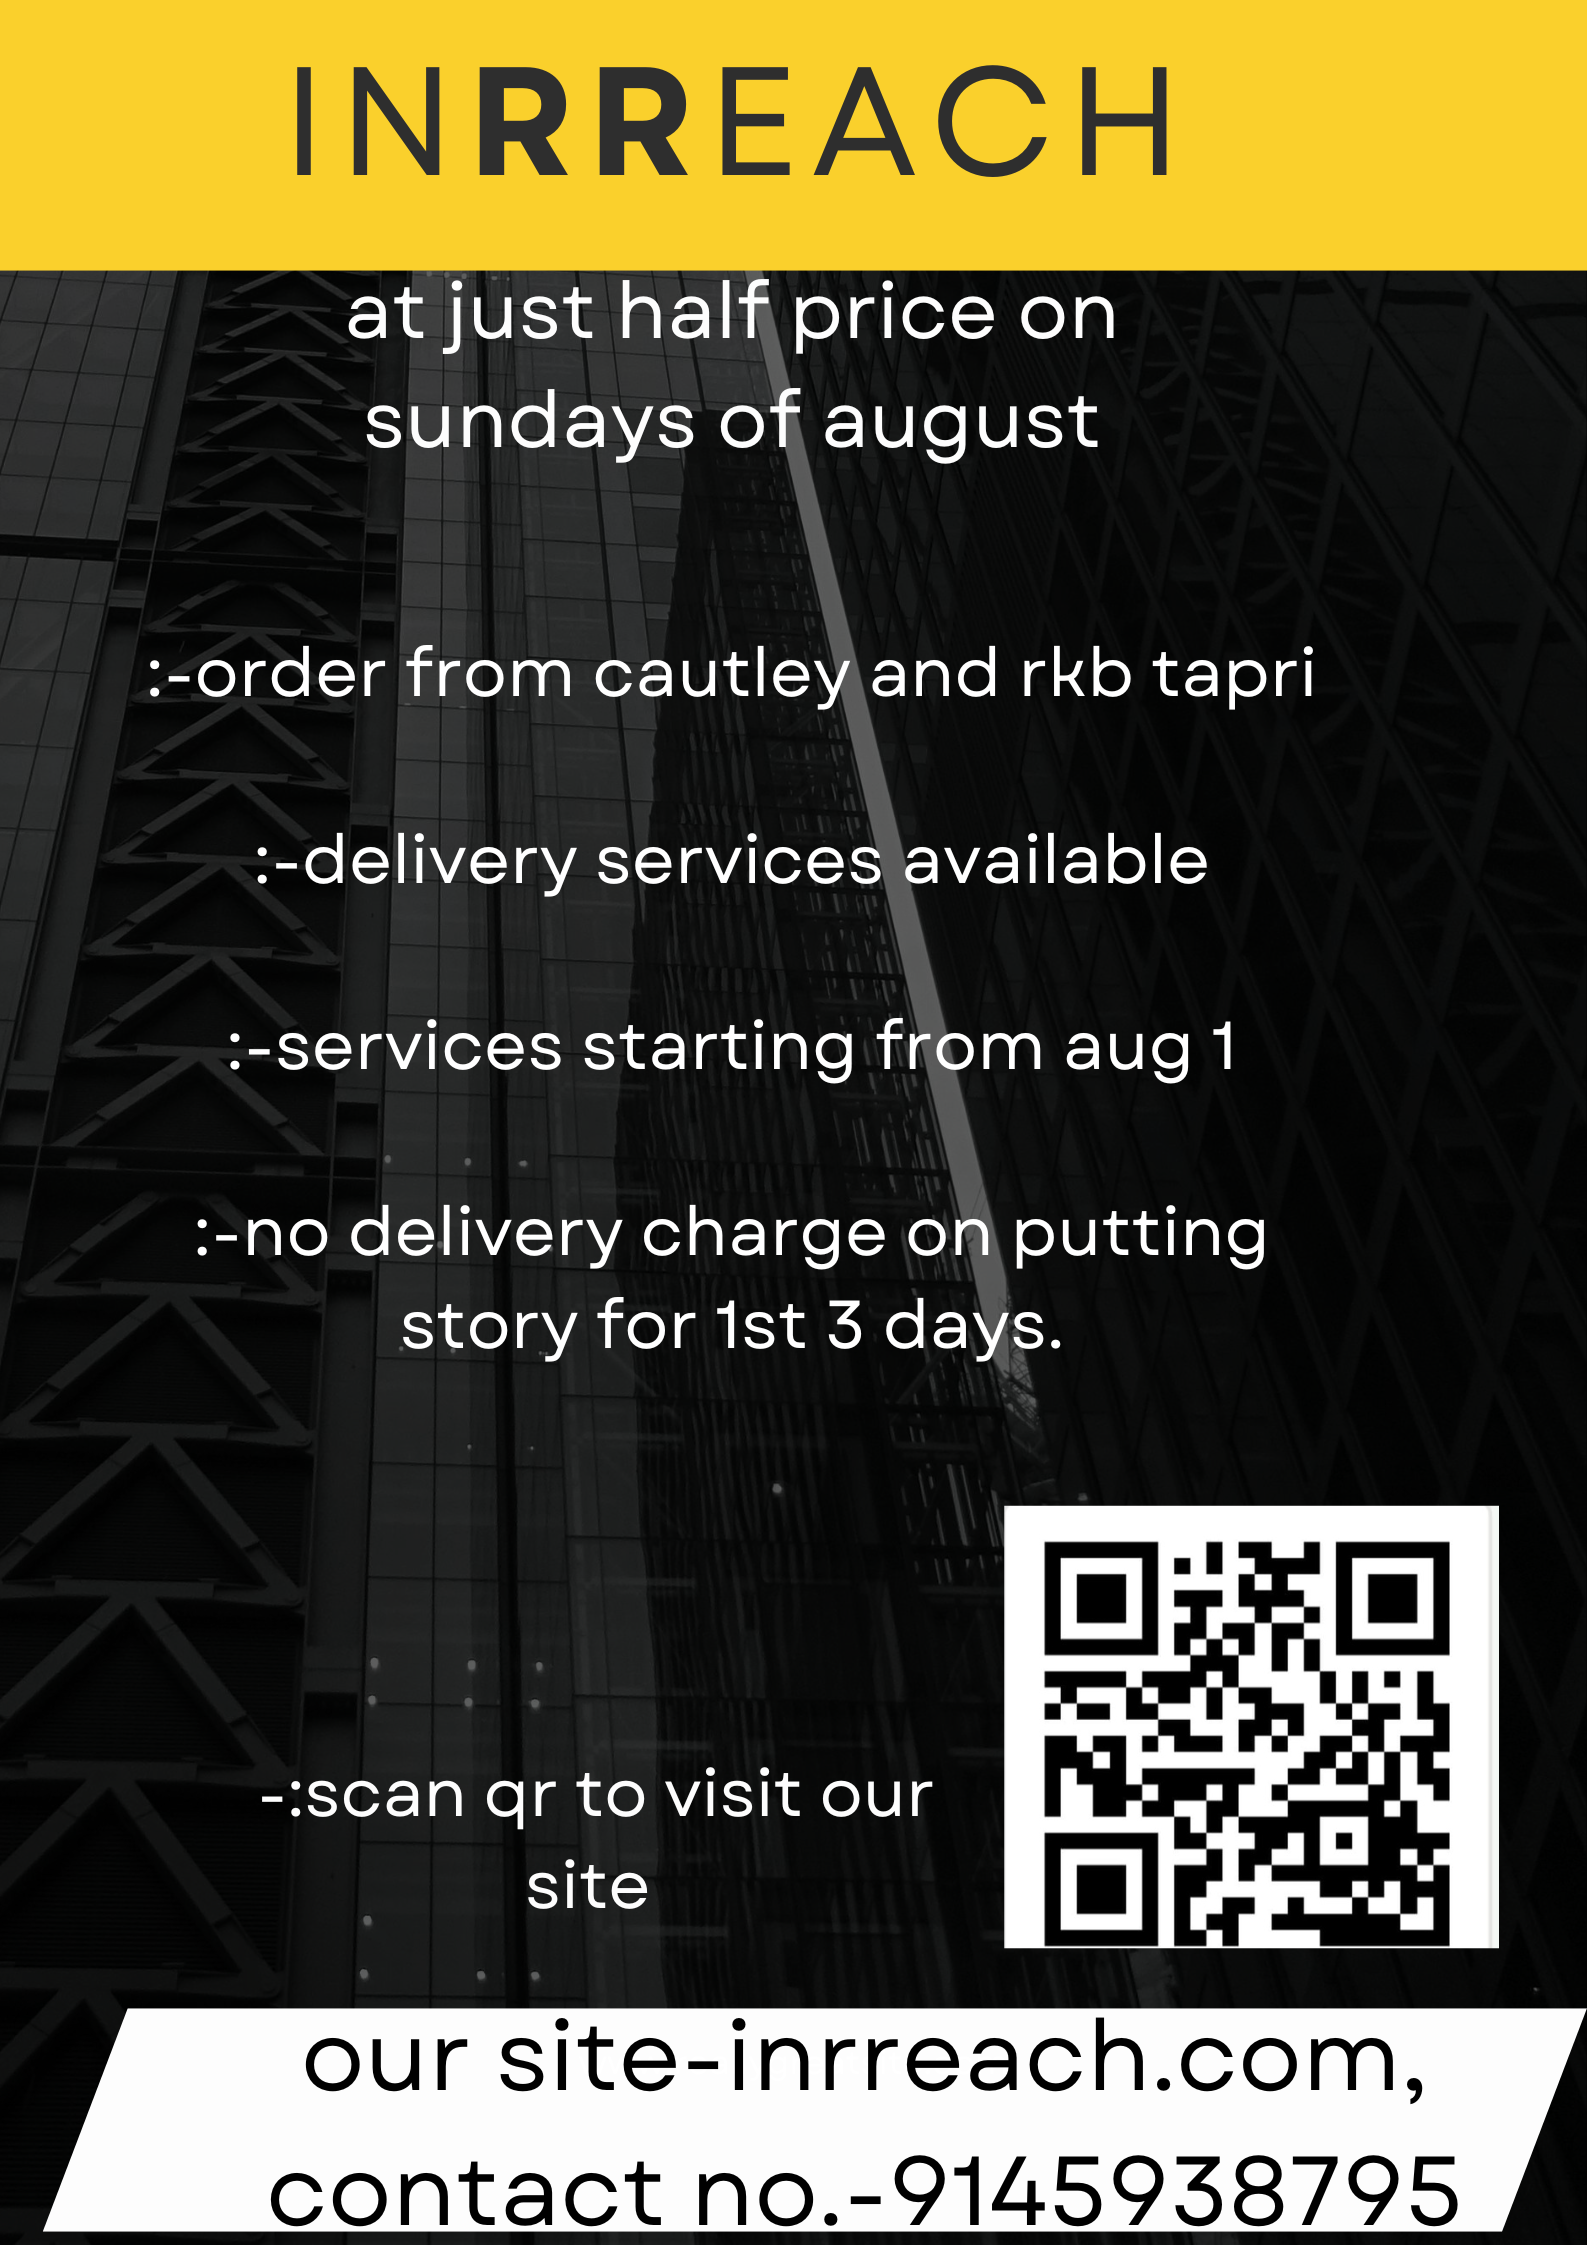 INRREACH
at just half price on
sundays of august
:-order from cautley and rkb tapri
:-delivery services available
:-services starting from aug 1
:-no delivery charge on putting
story for 1st 3 days.
-:scan qr to visit our
site
our site-inrreach.com,
contact no.-9145938795